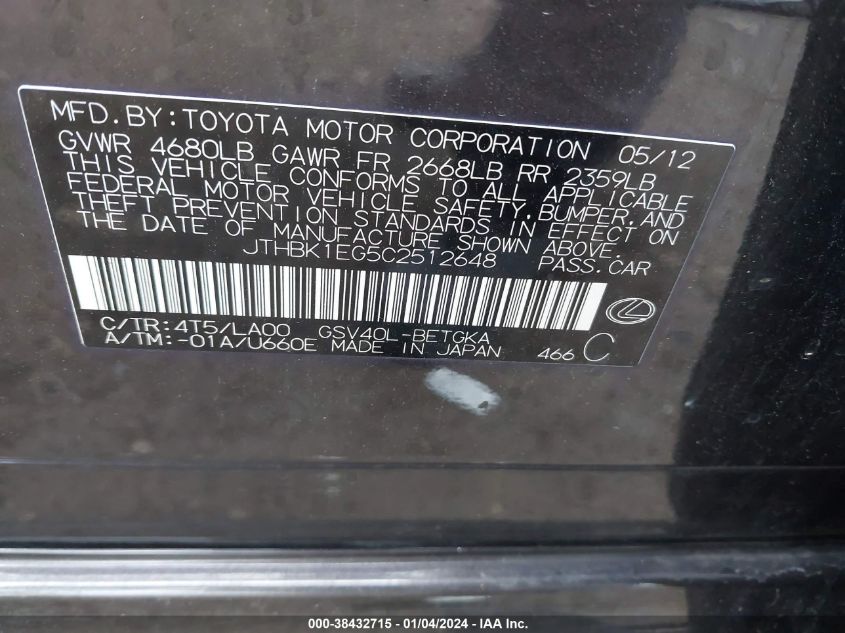 MFD.BY:TOYOTA MOTOR CORPORATION 05/12
GVWR 4680LB GAWR FR 2668LB RR 2359LB
THIS VEHICLE CONFORMS TO ALL APPLICABLE
FEDERAL MOTOR VEHICLE SAFETY,BUMPER,AND
THEFT PREVENTION STANDARDS IN EFFECT ON
THE DATE OF MANUFACTURE SHOWN ABOVE.
JTHBK1EG5C2512648 PASS.CAR
C/TR:4T5/LA00 GSV40L-BETGKA
A/TM:-01A/U660E MADE IN JAPAN 466 C
000-38432715 - 01/04/2024 - IAA Inc.